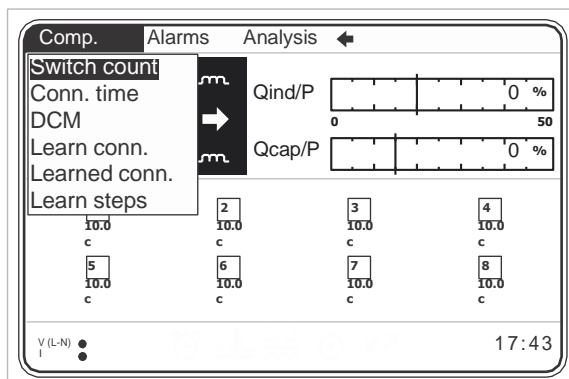 Comp. Alarms Analysis
Switch count
Conn. time
DCM
Learn conn.
Learned conn.
Learn steps
Qind/P 0 %
0 50
Qcap/P 0 %
2 3 4
10.0 10.0 10.0 10.0
c c c c
5 6 7 8
10.0 10.0 10.0 10.0
c c c c
V (L-N)
I
17:43